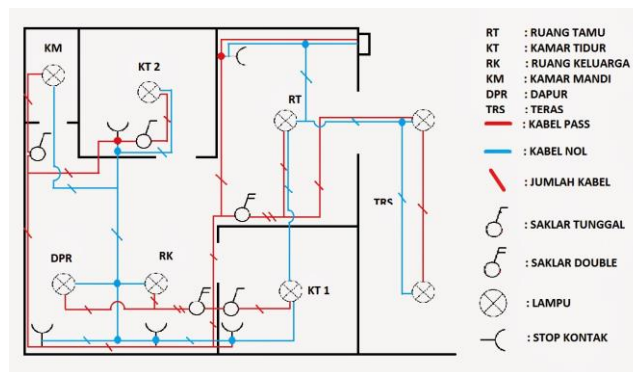 KM
KT 2
RT
TRS
DPR
RK
KT 1
RT : RUANG TAMU
KT : KAMAR TIDUR
RK : RUANG KELUARGA
KM : KAMAR MANDI
DPR : DAPUR
TRS : TERAS
: KABEL PASS
: KABEL NOL
: JUMLAH KABEL
: SAKLAR TUNGGAL
: SAKLAR DOUBLE
: LAMPU
: STOP KONTAK